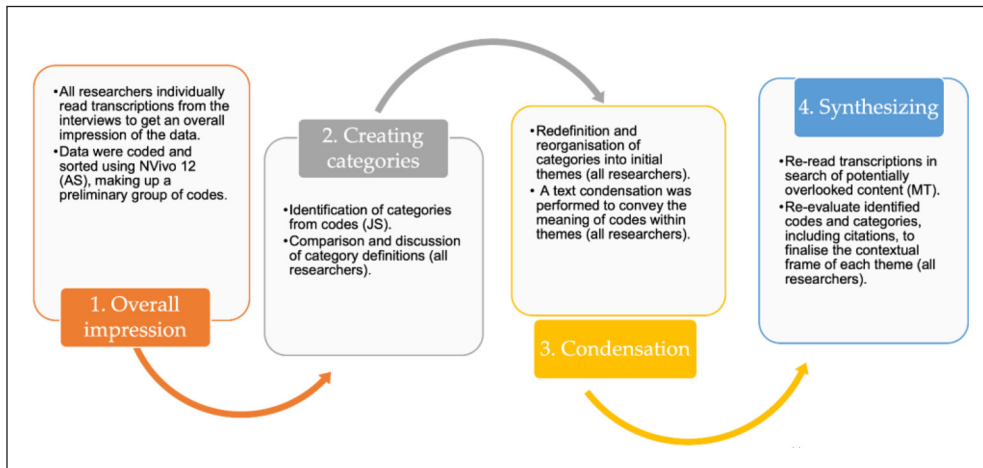 •All researchers individually
read transcriptions from the
interviews to get an overall
impression of the data.
•Data were coded and
sorted using NVivo 12
(AS), making up a
preliminary group of codes.
1. Overall
impression
2. Creating
categories
•Identification of categories
from codes (JS).
•Comparison and discussion
of category definitions (all
researchers).
•Redefinition and
reorganisation of
categories into initial
themes (all researchers).
• A text condensation was
performed to convey the
meaning of codes within
themes (all researchers).
3. Condensation
4. Synthesizing
•Re-read transcriptions in
search of potentially
overlooked content (MT).
•Re-evaluate identified
codes and categories,
including citations, to
finalise the contextual
frame of each theme (all
researchers).